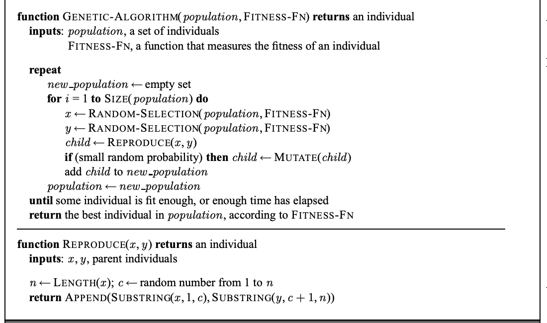 function GENETIC-ALGORITHM(population, FITNESS-FN) returns an individual
inputs: population, a set of individuals
FITNESS-FN, a function that measures the fitness of an individual
repeat
new_population ← empty set
for i = 1 to SIZE(population) do
x ← RANDOM-SELECTION(population, FITNESS-FN)
y ← RANDOM-SELECTION(population, FITNESS-FN)
child ← REPRODUCE(x, y)
if (small random probability) then child ← MUTATE(child)
add child to new_population
population ← new_population
until some individual is fit enough, or enough time has elapsed
return the best individual in population, according to FITNESS-FN
function REPRODUCE(x, y) returns an individual
inputs: x, y, parent individuals
n ← LENGTH(x); c ← random number from 1 to n
return APPEND(SUBSTRING(x, 1, c), SUBSTRING(y, c + 1, n))